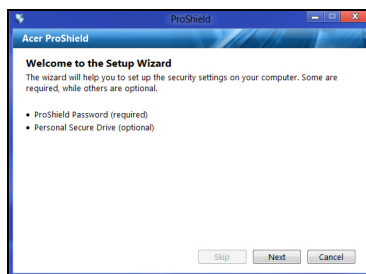 ProShield
Acer ProShield
Welcome to the Setup Wizard
The wizard will help you to set up the security settings on your computer. Some are
required, while others are optional.
• ProShield Password (required)
• Personal Secure Drive (optional)
Skip Next Cancel